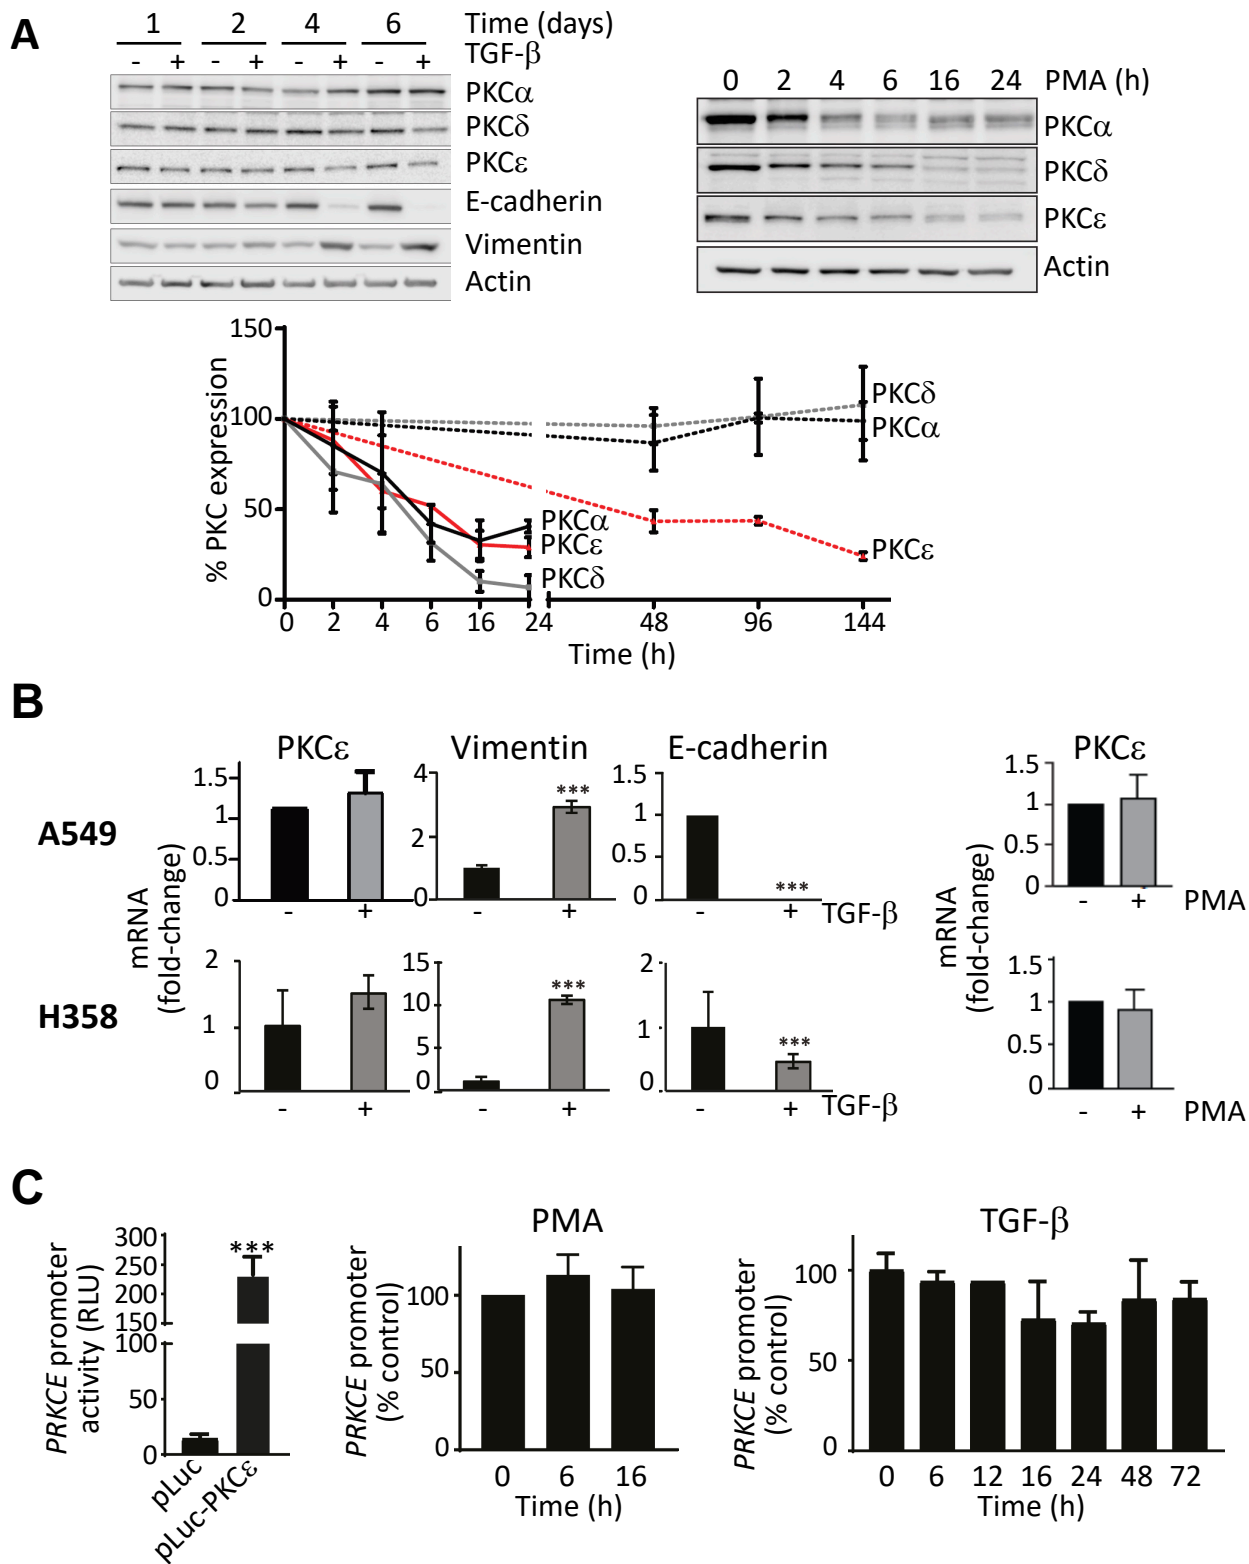 A
1 2 4 6 Time (days)
- + - + - + - + TGF-β
PKCα
PKCδ
PKCε
E-cadherin
Vimentin
Actin
0 2 4 6 16 24 PMA (h)
PKCα
PKCδ
PKCε
Actin
% PKC expression
150
100
50
0
PKCδ
PKCα
PKCε
PKCα
PKCε
PKCδ
0 2 4 6 16 24 48 96 144
Time (h)
B
PKCε Vimentin E-cadherin PKCε
A549
mRNA
(fold-change)
1.5
1
0.5
0
- +
4
2
0
***
- +
1.5
1
0.5
0
***
- + TGF-β
mRNA
(fold-change)
1.5
1
0.5
0
- + PMA
H358
2
1
0
- +
15
10
5
0
***
- +
2
1
0
***
- + TGF-β
1.5
1
0.5
0
- + PMA
C
PRKCE promoter
activity (RLU)
300
250
200
150
100
50
0
***
pLuc
pLuc-PKCε
PMA
PRKCE promoter
(% control)
100
50
0
0 6 16
Time (h)
TGF-β
PRKCE promoter
(% control)
100
50
0
0 6 12 16 24 48 72
Time (h)